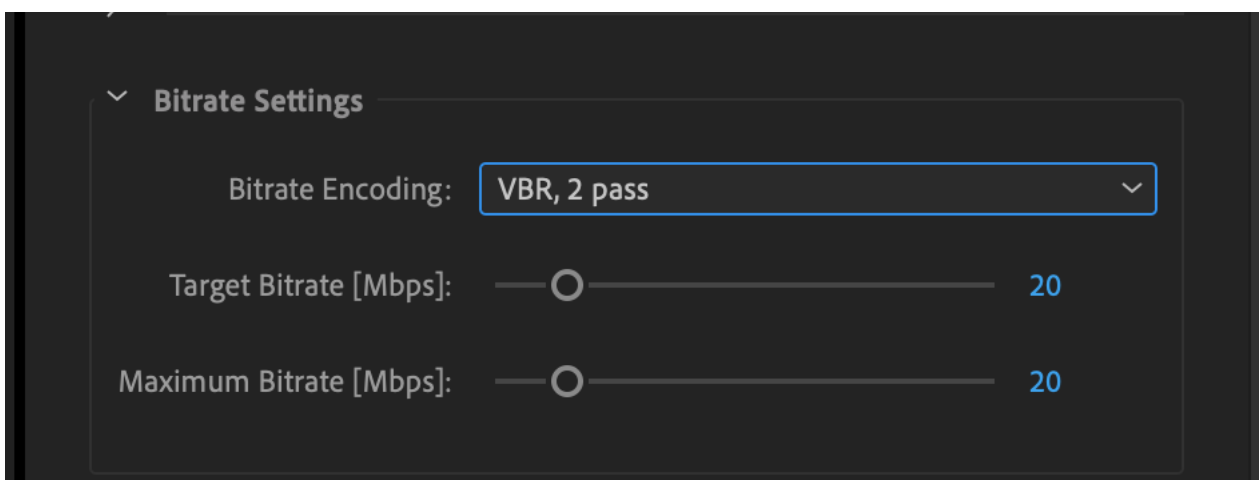 Bitrate Settings
Bitrate Encoding: VBR, 2 pass
Target Bitrate [Mbps]: 20
Maximum Bitrate [Mbps]: 20